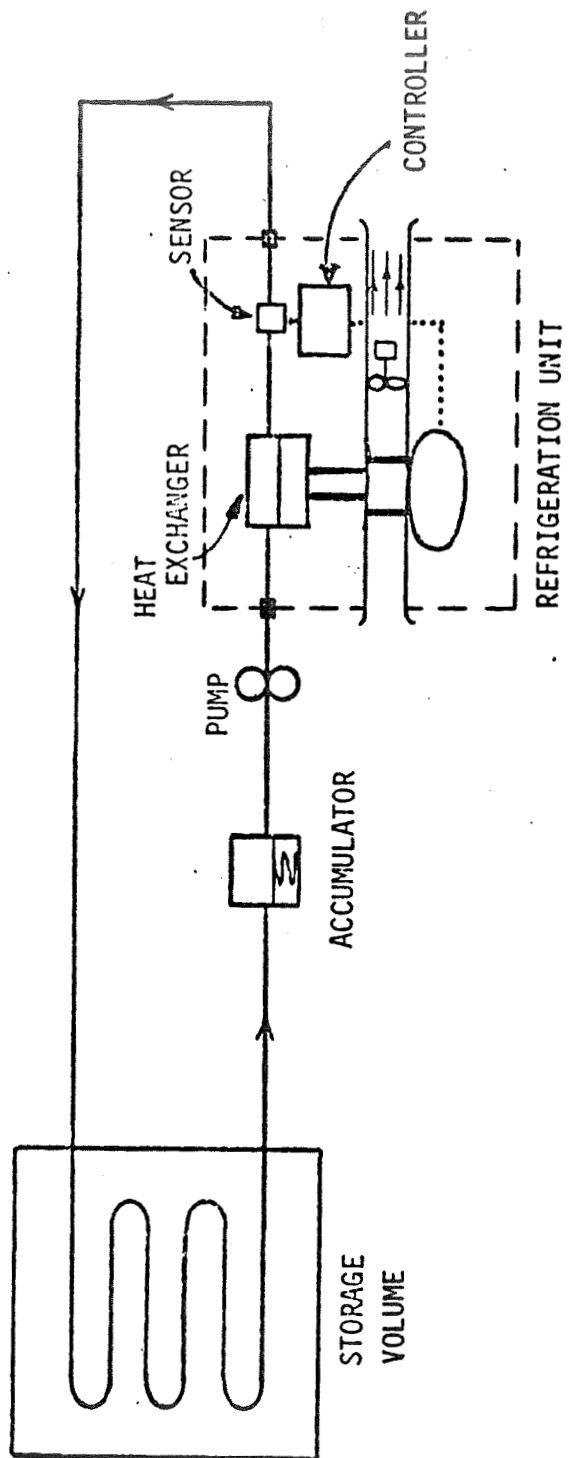 STORAGE
VOLUME
ACCUMULATOR
PUMP
HEAT
EXCHANGER
SENSOR
CONTROLLER
REFRIGERATION UNIT